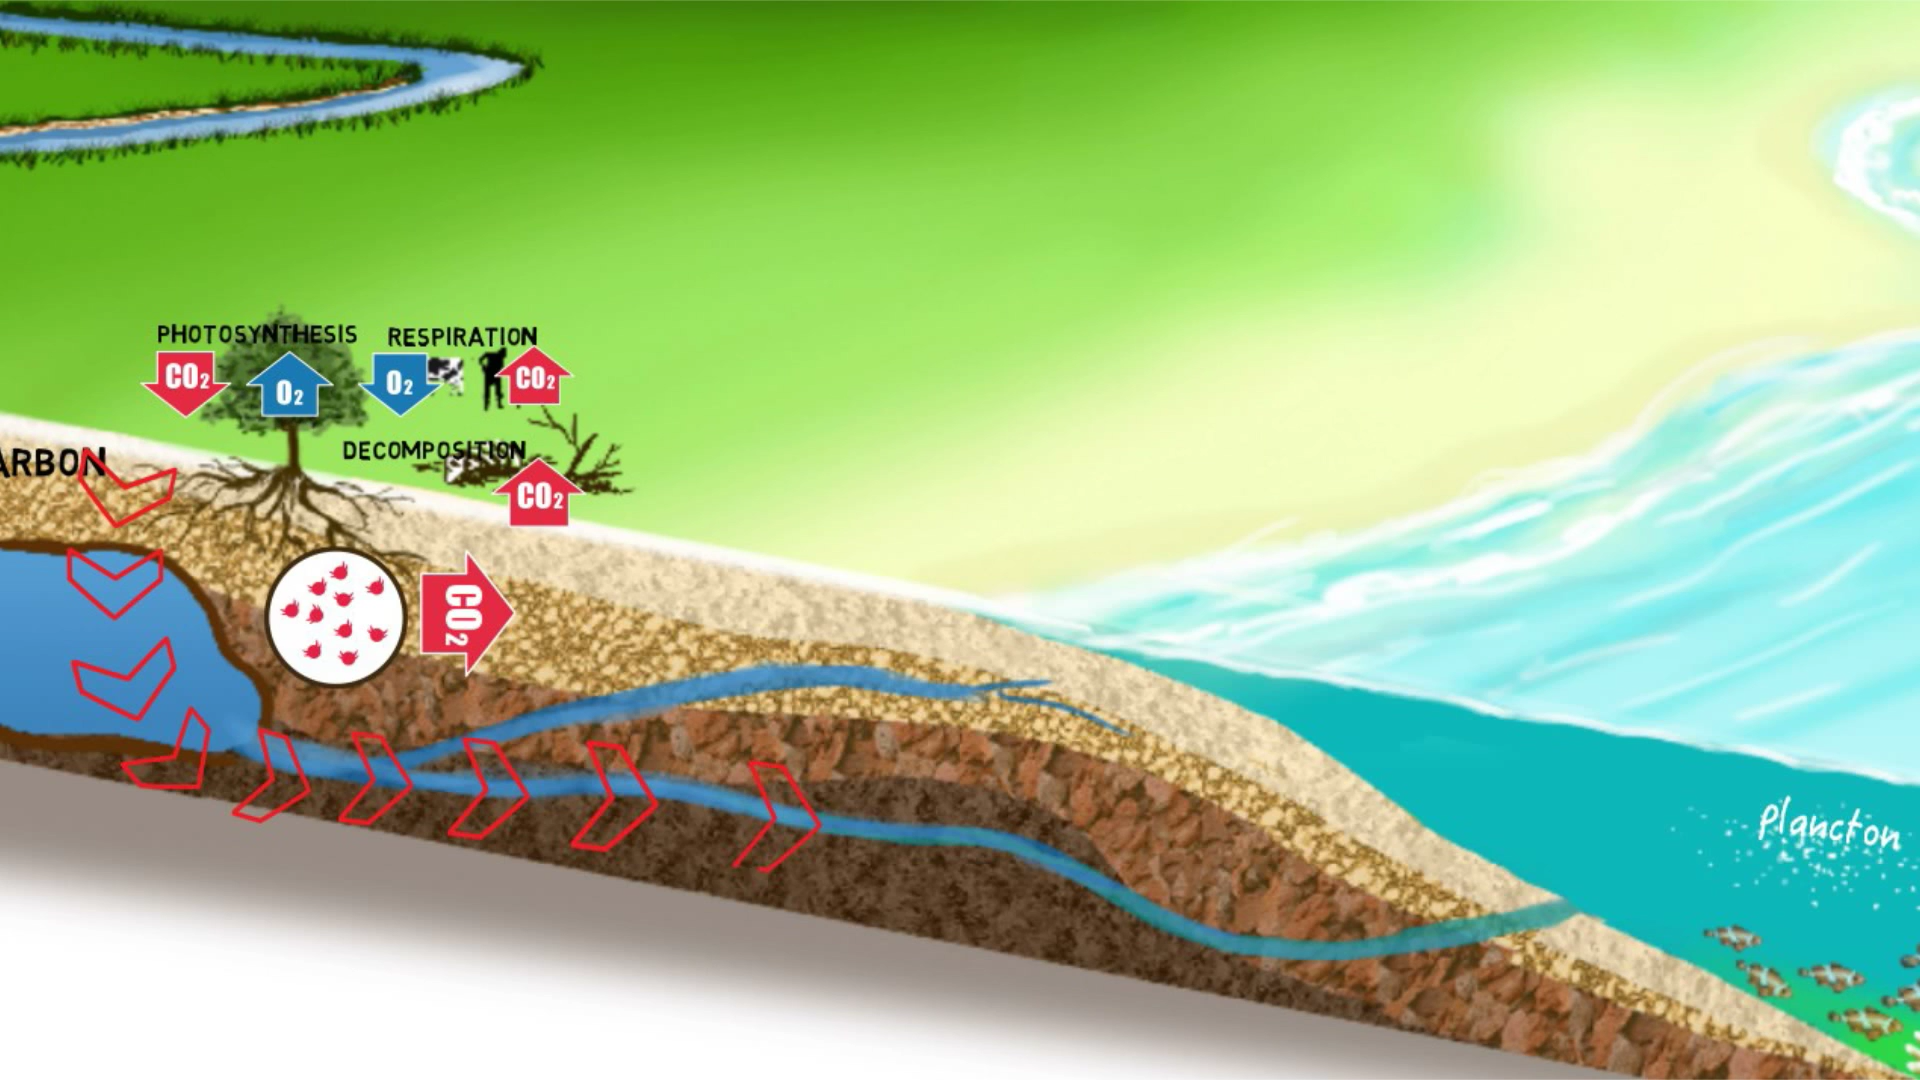 PHOTOSYNTHESIS
RESPIRATION
CO₂
O₂
O₂
CO₂
DECOMPOSITION
ARBON
CO₂
CO₂
Plancton